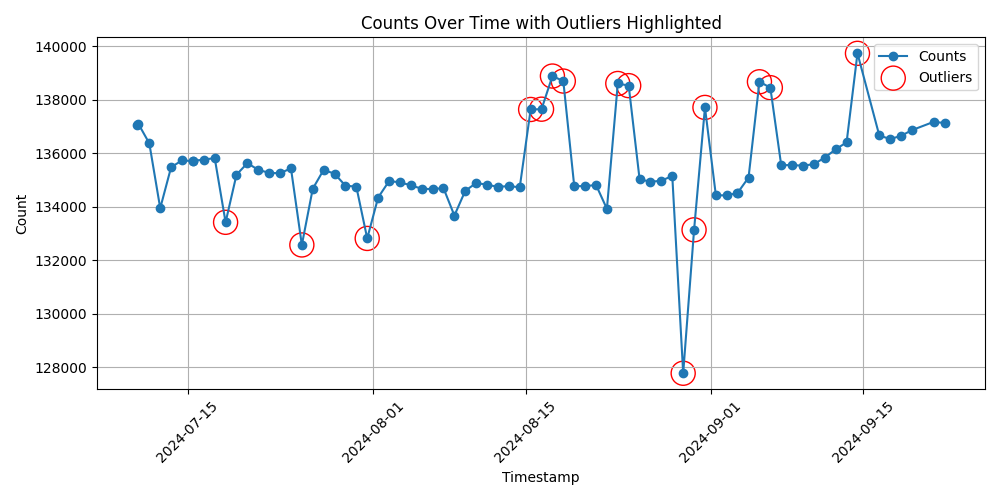 Counts Over Time with Outliers Highlighted
140000
138000
136000
134000
132000
130000
128000
Count
Counts
Outliers
2024-07-15
2024-08-01
2024-08-15
2024-09-01
2024-09-15
Timestamp